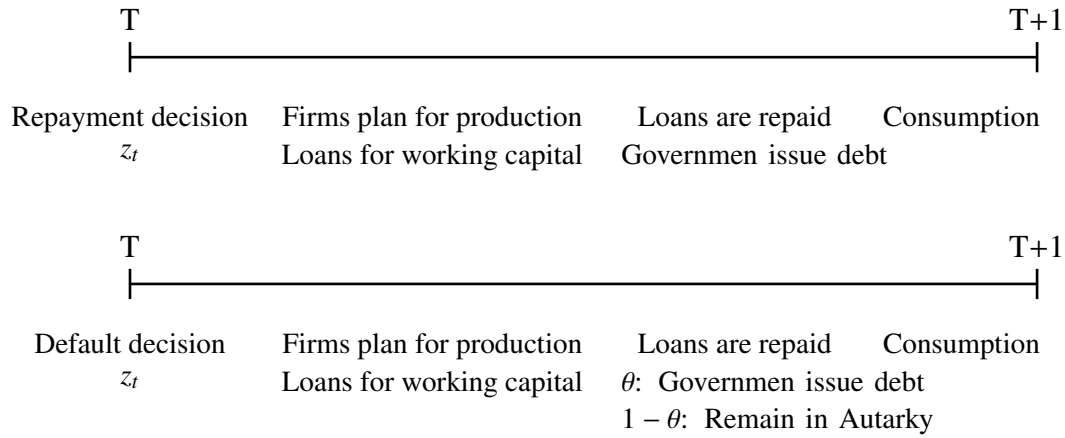 T T+1
Repayment decision Firms plan for production Loans are repaid Consumption
z_t Loans for working capital Governmen issue debt
T T+1
Default decision Firms plan for production Loans are repaid Consumption
z_t Loans for working capital θ: Governmen issue debt
1 − θ: Remain in Autarky